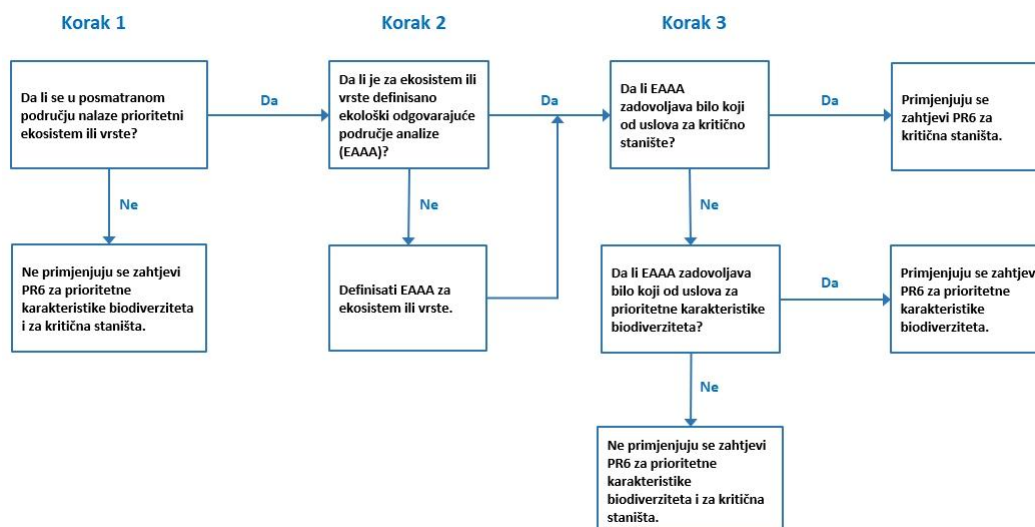 Korak 1
Korak 2
Korak 3
Da li se u posmatranom
području nalaze prioritetni
ekosistem ili vrste?
Da
Da li je za ekosistem ili
vrste definisano
ekološki odgovarajuće
područje analize
(EAAA)?
Da
Da li EAAA
zadovoljava bilo koji
od uslova za kritično
stanište?
Da
Primjenjuju se
zahtjevi PR6 za
kritična staništa.
Ne
Ne
Ne
Ne primjenjuju se zahtjevi
PR6 za prioritetne
karakteristike biodiverziteta
i za kritična staništa.
Definisati EAAA za
ekosistem ili vrste.
Da li EAAA zadovoljava
bilo koji od uslova za
prioritetne karakteristike
biodiverziteta?
Da
Primjenjuju se zahtjevi
PR6 za prioritetne
karakteristike
biodiverziteta.
Ne
Ne primjenjuju se zahtjevi
PR6 za prioritetne
karakteristike
biodiverziteta i za kritična
staništa.